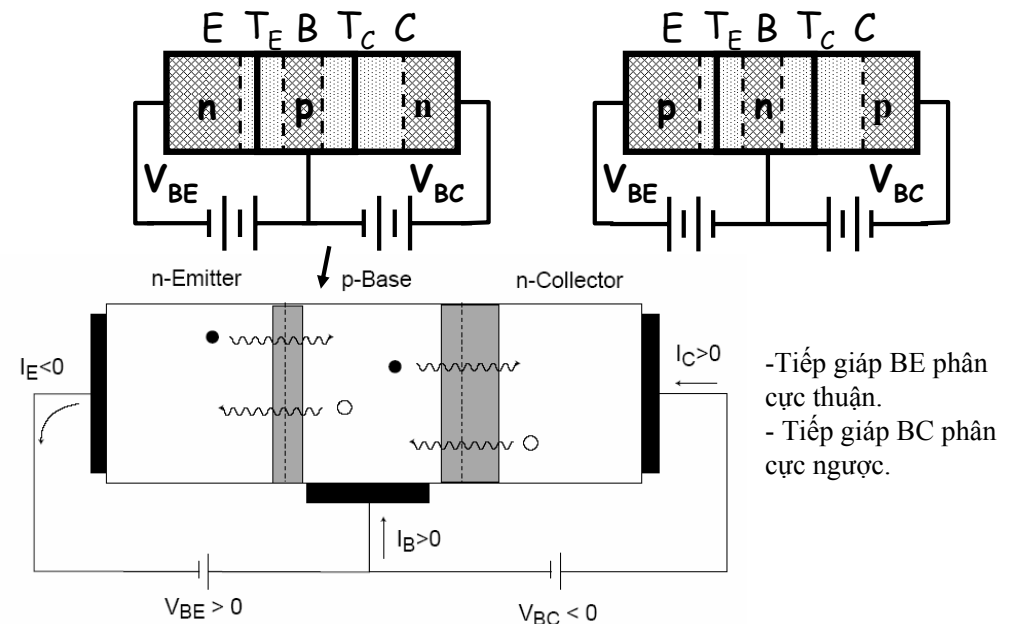 E T_E B T_C C
n p n
V_BE V_BC
E T_E B T_C C
p n p
V_BE V_BC
n-Emitter p-Base n-Collector
I_E<0
I_C>0
I_B>0
V_BE > 0
V_BC < 0
-Tiếp giáp BE phân
cực thuận.
- Tiếp giáp BC phân
cực ngược.